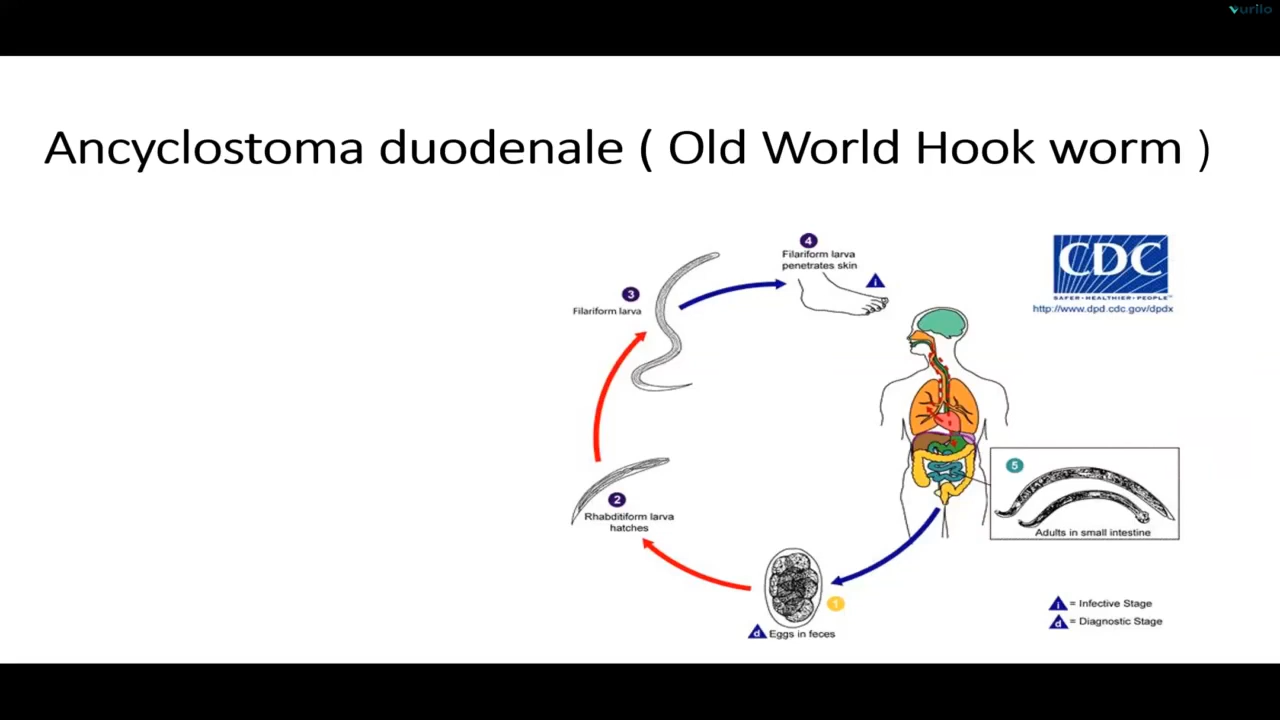 vurilo
Ancyclostoma duodenale ( Old World Hook worm )
4
Filariform larva
penetrates skin
i
3
Filariform larva
CDC
SAFER·HEALTHIER·PEOPLE™
http://www.dpd.cdc.gov/dpdx
2
Rhabditiform larva
hatches
5
Adults in small intestine
1
d Eggs in feces
i = Infective Stage
d = Diagnostic Stage